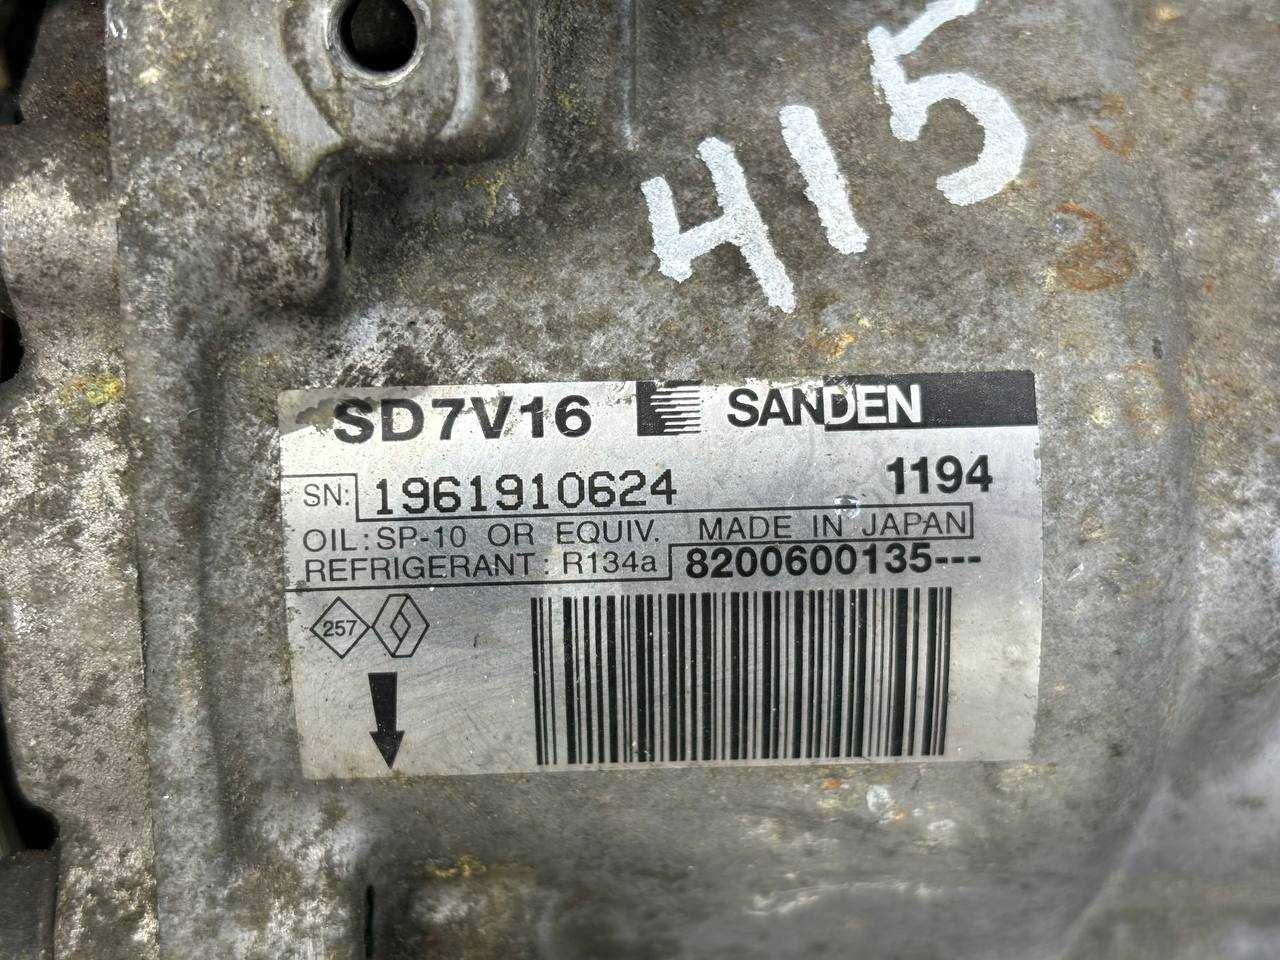 415
SD7V16 SANDEN
SN: 1961910624 1194
OIL: SP-10 OR EQUIV. MADE IN JAPAN
REFRIGERANT: R134a 8200600135---
257